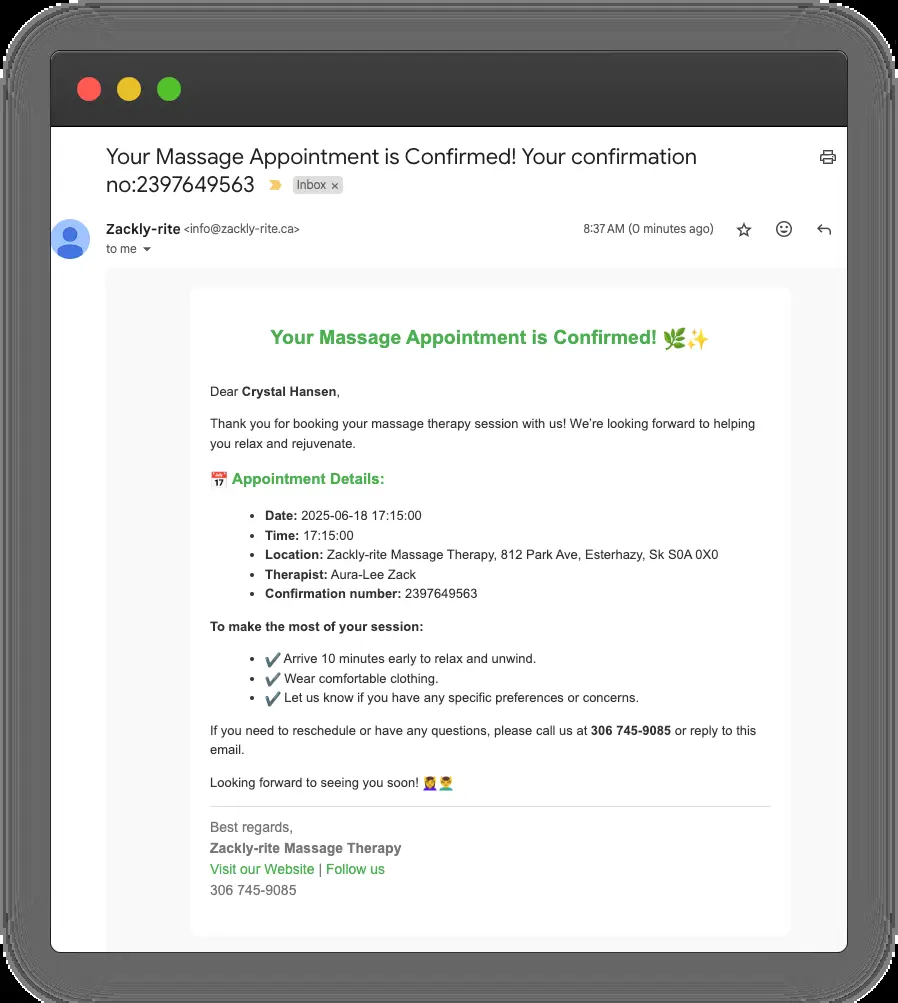 Your Massage Appointment is Confirmed! Your confirmation
no:2397649563 Inbox ×
Zackly-rite <info@zackly-rite.ca> 8:37 AM (0 minutes ago)
to me
Your Massage Appointment is Confirmed! 🌿✨
Dear Crystal Hansen,
Thank you for booking your massage therapy session with us! We’re looking forward to helping
you relax and rejuvenate.
📅 Appointment Details:
• Date: 2025-06-18 17:15:00
• Time: 17:15:00
• Location: Zackly-rite Massage Therapy, 812 Park Ave, Esterhazy, Sk S0A 0X0
• Therapist: Aura-Lee Zack
• Confirmation number: 2397649563
To make the most of your session:
• ✔️ Arrive 10 minutes early to relax and unwind.
• ✔️ Wear comfortable clothing.
• ✔️ Let us know if you have any specific preferences or concerns.
If you need to reschedule or have any questions, please call us at 306 745-9085 or reply to this
email.
Looking forward to seeing you soon! 💆‍♀️💆‍♂️
Best regards,
Zackly-rite Massage Therapy
Visit our Website | Follow us
306 745-9085